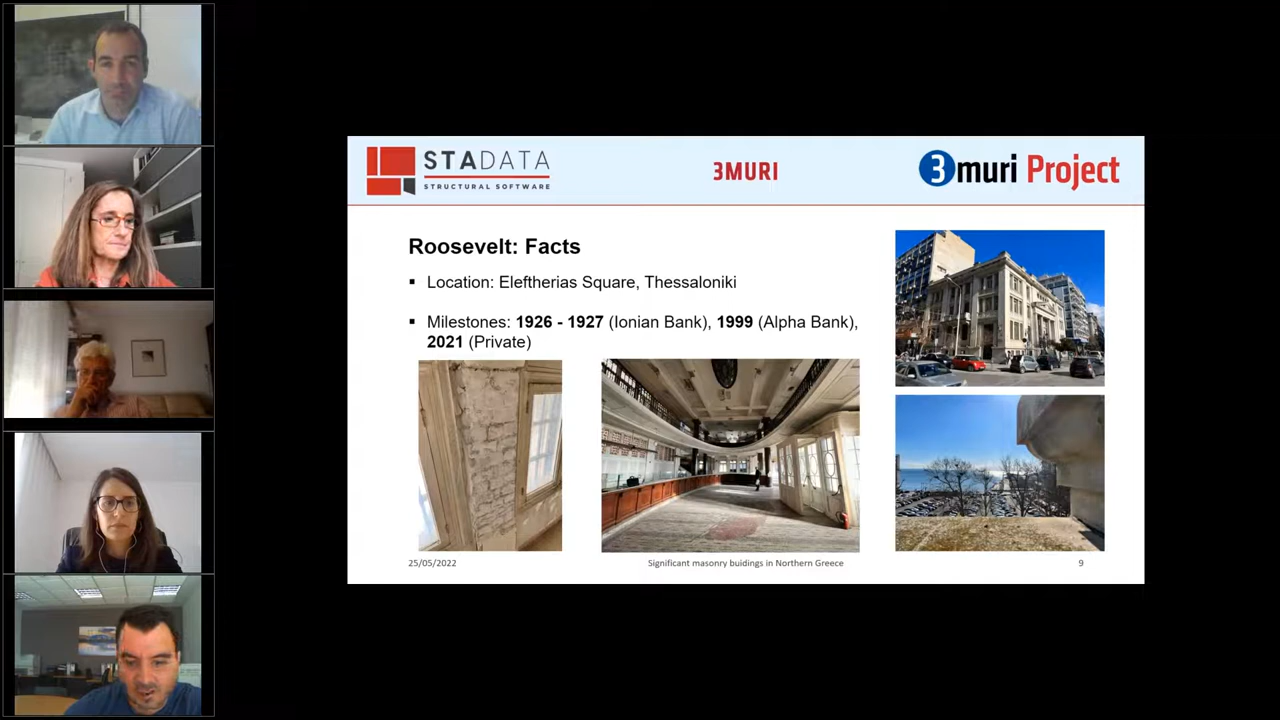 STADATA
STRUCTURAL SOFTWARE
3MURI
3muri Project
Roosevelt: Facts
▪ Location: Eleftherias Square, Thessaloniki
▪ Milestones: 1926 - 1927 (Ionian Bank), 1999 (Alpha Bank),
2021 (Private)
25/05/2022
Significant masonry buidings in Northern Greece
9